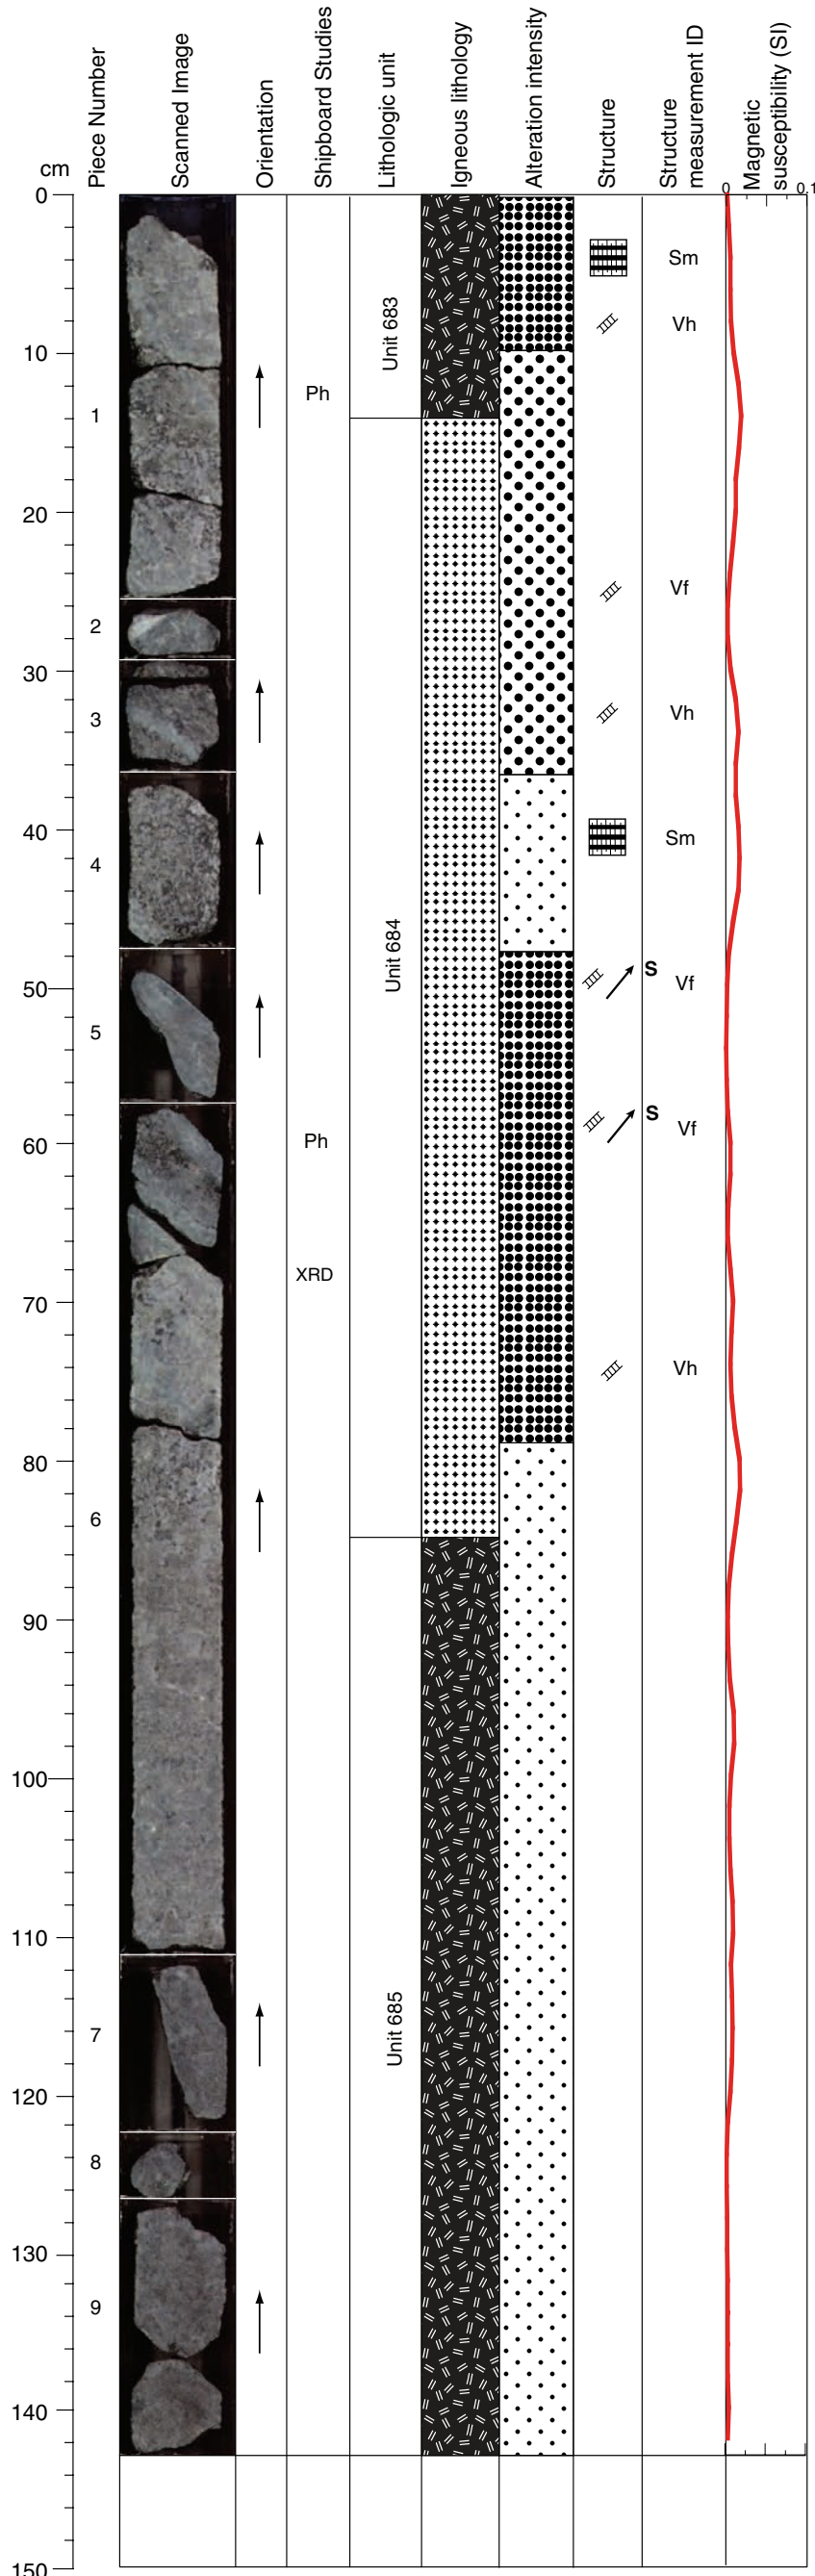 cm
Piece Number
Scanned Image
Orientation
Shipboard Studies
Lithologic unit
Igneous lithology
Alteration intensity
Structure
Structure
measurement ID
Magnetic
susceptibility (SI)
0 0.1
0
Sm
Unit 683
Vh
10
Ph
1
20
Vf
2
30
Vh
3
40
Sm
4
Unit 684
S
50
Vf
5
S
Vf
60
Ph
XRD
70
Vh
80
6
90
100
110
Unit 685
7
120
8
130
9
140
150